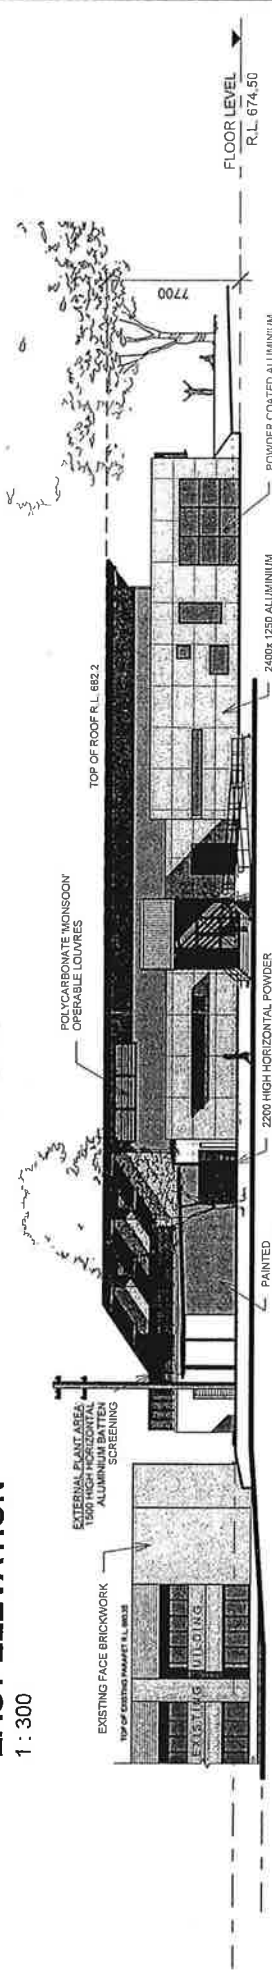 EAST ELEVATION
1 : 300
EXTERNAL PLANT AREA
1500 HIGH HORIZONTAL
ALUMINIUM BATTEN
SCREENING
EXISTING FACE BRICKWORK
TOP OF EXISTING PARAPET R.L.
EXISTING BUILDING
POLYCARBONATE 'MONSOON'
OPERABLE LOUVRES
TOP OF ROOF R.L. 682.2
7700
FLOOR LEVEL
R.L. 674.50
PAINTED
2200 HIGH HORIZONTAL POWDER
2400x 1250 ALUMINIUM
POWDER COATED ALUMINIUM